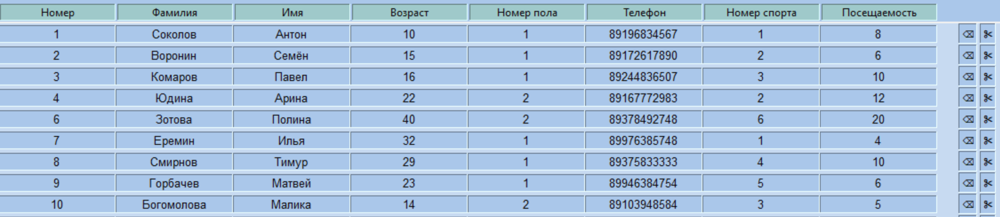 Номер Фамилия Имя Возраст Номер пола Телефон Номер спорта Посещаемость
1 Соколов Антон 10 1 89196834567 1 8
2 Воронин Семён 15 1 89172617890 2 6
3 Комаров Павел 16 1 89244836507 3 10
4 Юдина Арина 22 2 89167772983 2 12
6 Зотова Полина 40 2 89378492748 6 20
7 Еремин Илья 32 1 89976385748 1 4
8 Смирнов Тимур 29 1 89375833333 4 10
9 Горбачев Матвей 23 1 89946384754 5 6
10 Богомолова Малика 14 2 89103948584 3 5